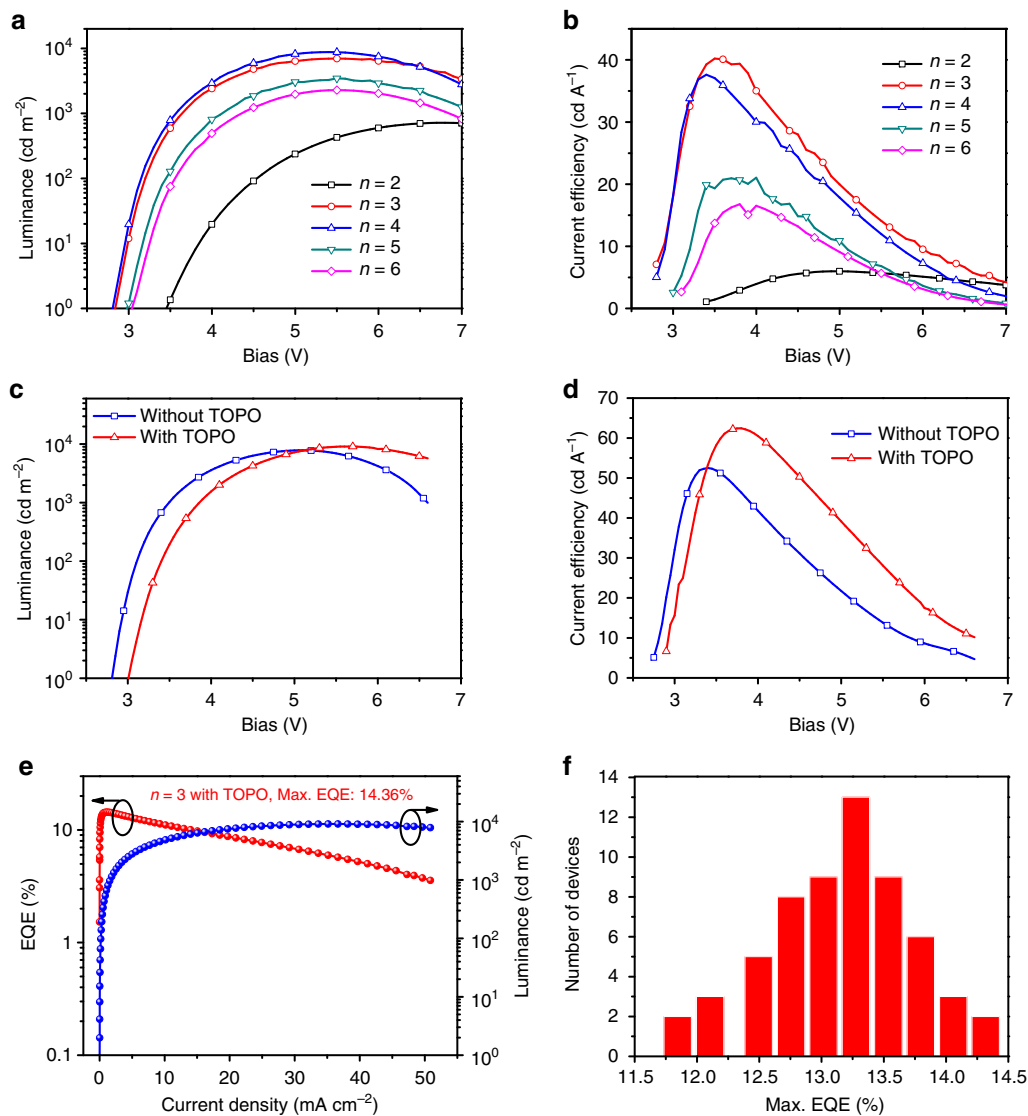 a
10⁴
10³
10²
10¹
10⁰
Luminance (cd m⁻²)
n = 2
n = 3
n = 4
n = 5
n = 6
3 4 5 6 7
Bias (V)
b
40
30
20
10
0
Current efficiency (cd A⁻¹)
n = 2
n = 3
n = 4
n = 5
n = 6
3 4 5 6 7
Bias (V)
c
Without TOPO
With TOPO
10⁴
10³
10²
10¹
10⁰
Luminance (cd m⁻²)
3 4 5 6 7
Bias (V)
d
70
60
50
40
30
20
10
0
Current efficiency (cd A⁻¹)
Without TOPO
With TOPO
3 4 5 6 7
Bias (V)
e
n = 3 with TOPO, Max. EQE: 14.36%
10
1
0.1
EQE (%)
10⁴
10³
10²
10¹
10⁰
Luminance (cd m⁻²)
0 10 20 30 40 50
Current density (mA cm⁻²)
f
14
12
10
8
6
4
2
0
Number of devices
11.5 12.0 12.5 13.0 13.5 14.0 14.5
Max. EQE (%)